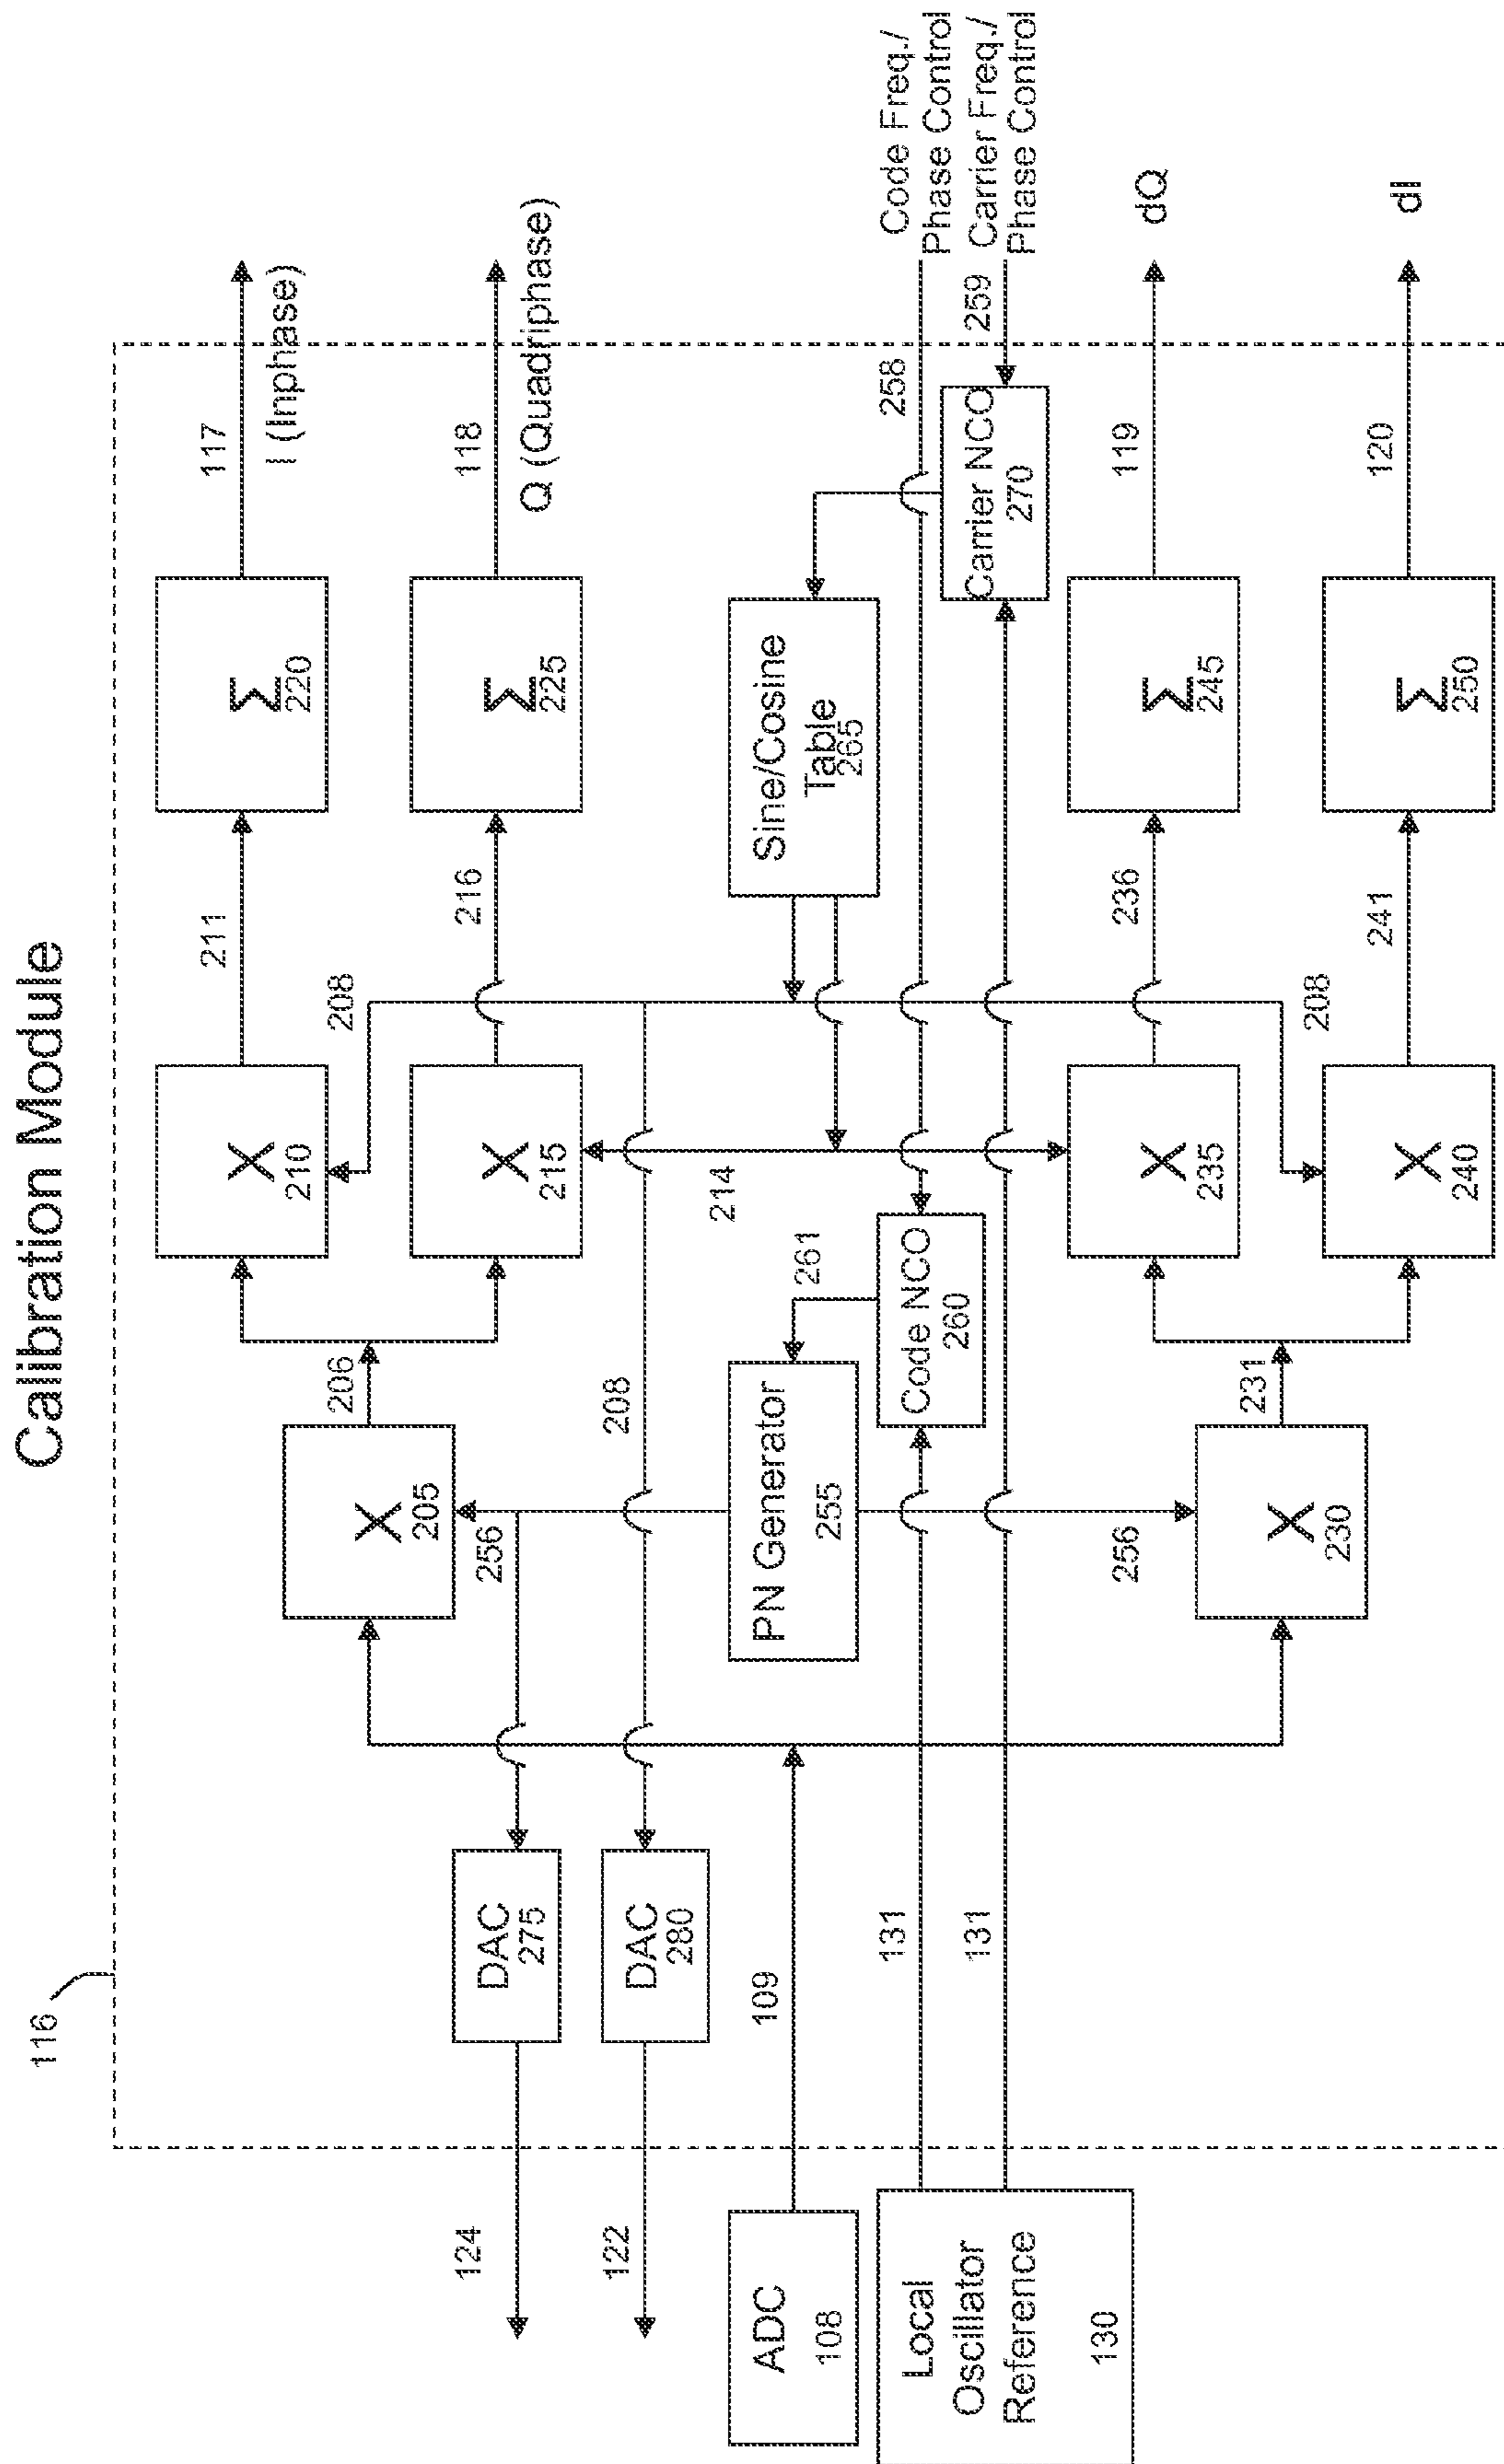 Calibration Module
116
124
DAC
275
256
X
205
206
X
210
208
211
Σ
220
117
I (Inphase)
X
215
216
Σ
225
118
Q (Quadriphase)
122
DAC
280
208
214
Sine/Cosine
Table
265
ADC
108
109
PN Generator
255
261
Code NCO
260
258
Code Freq./
Phase Control
Local
Oscillator
Reference
130
131
131
Carrier NCO
270
259
Carrier Freq./
Phase Control
256
X
230
231
X
235
236
Σ
245
119
dQ
208
X
240
241
Σ
250
120
dI